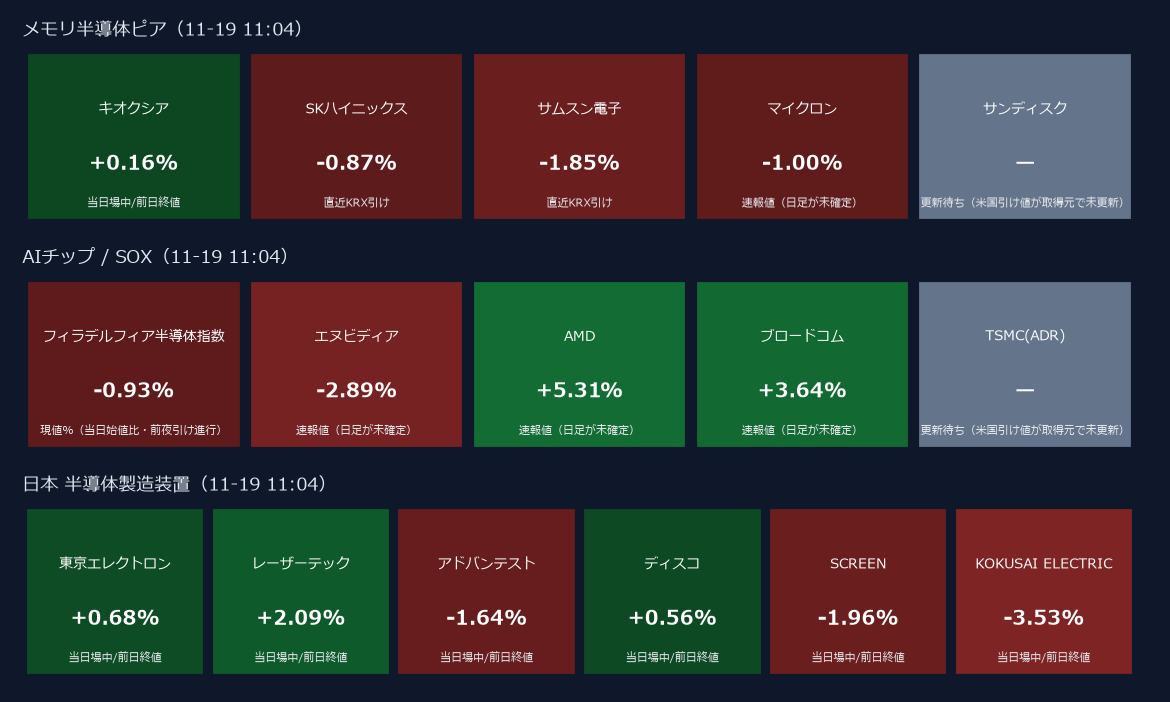 メモリ半導体ピア（11-19 11:04）
キオクシア
+0.16%
当日場中/前日終値
SKハイニックス
-0.87%
直近KRX引け
サムスン電子
-1.85%
直近KRX引け
マイクロン
-1.00%
速報値（日足が未確定）
サンディスク
—
更新待ち（米国引け値が取得元で未更新）
AIチップ / SOX（11-19 11:04）
フィラデルフィア半導体指数
-0.93%
現値%（当日始値比・前夜引け進行）
エヌビディア
-2.89%
速報値（日足が未確定）
AMD
+5.31%
速報値（日足が未確定）
ブロードコム
+3.64%
速報値（日足が未確定）
TSMC(ADR)
—
更新待ち（米国引け値が取得元で未更新）
日本 半導体製造装置（11-19 11:04）
東京エレクトロン
+0.68%
当日場中/前日終値
レーザーテック
+2.09%
当日場中/前日終値
アドバンテスト
-1.64%
当日場中/前日終値
ディスコ
+0.56%
当日場中/前日終値
SCREEN
-1.96%
当日場中/前日終値
KOKUSAI ELECTRIC
-3.53%
当日場中/前日終値